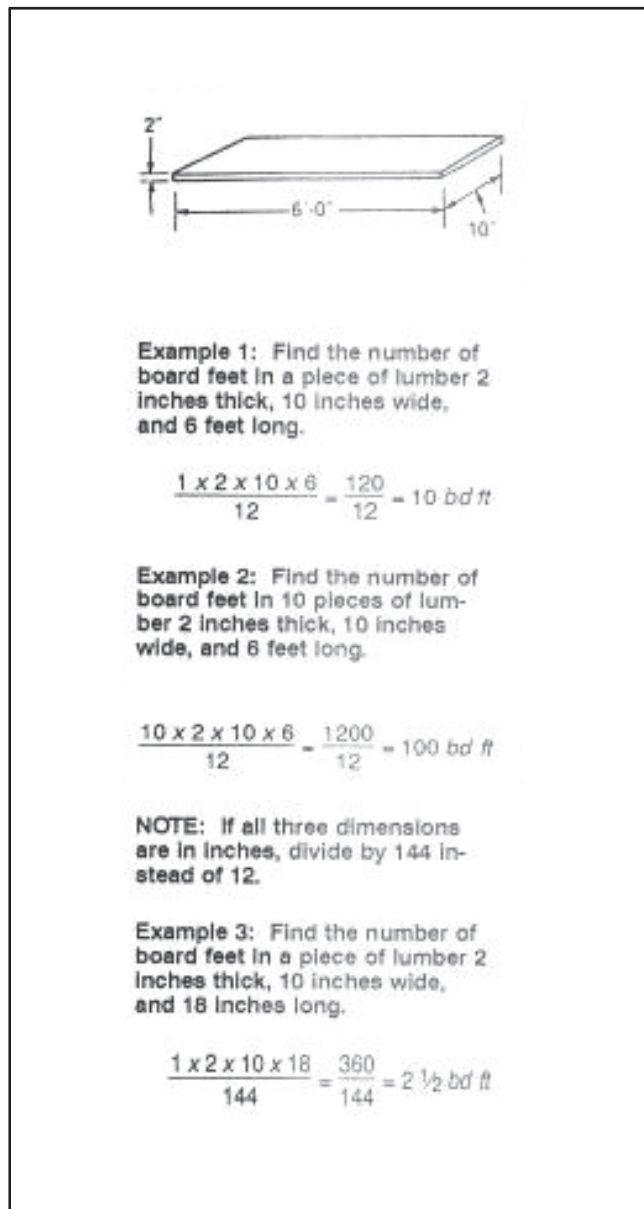 2"
6'-0"
10"
Example 1: Find the number of
board feet in a piece of lumber 2
inches thick, 10 inches wide,
and 6 feet long.
1 x 2 x 10 x 6 / 12 = 120 / 12 = 10 bd ft
Example 2: Find the number of
board feet in 10 pieces of lum-
ber 2 inches thick, 10 inches
wide, and 6 feet long.
10 x 2 x 10 x 6 / 12 = 1200 / 12 = 100 bd ft
NOTE: If all three dimensions
are in inches, divide by 144 in-
stead of 12.
Example 3: Find the number of
board feet in a piece of lumber 2
inches thick, 10 inches wide,
and 18 inches long.
1 x 2 x 10 x 18 / 144 = 360 / 144 = 2 ½ bd ft